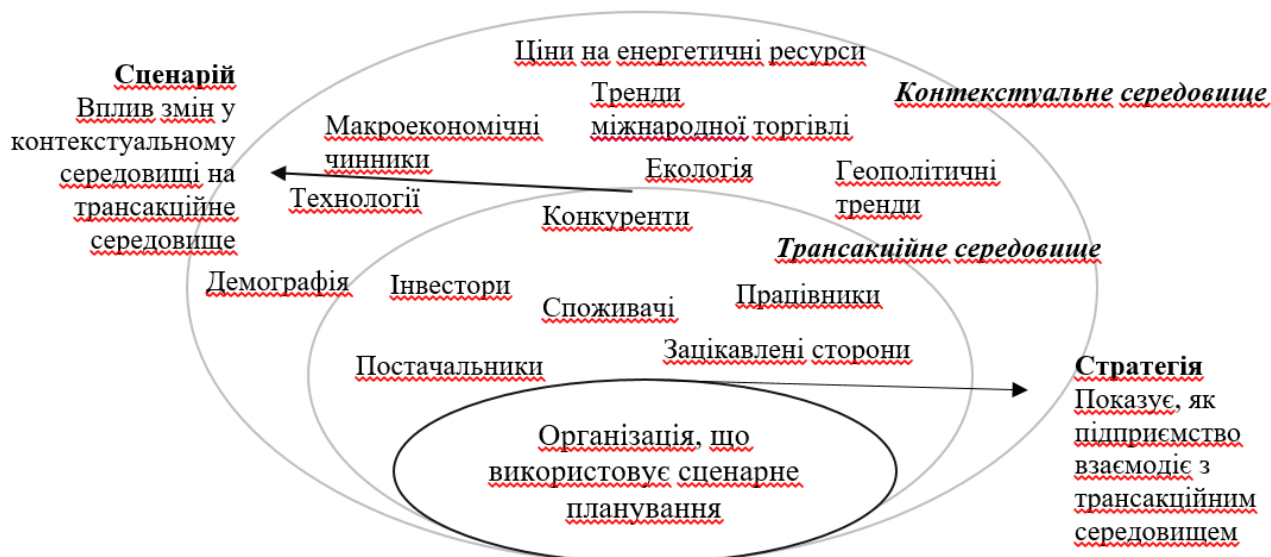 Ціни на енергетичні ресурси
Сценарій
Вплив змін у
контекстуальному
середовищі на
трансакційне
середовище
Контекстуальне середовище
Тренди
міжнародної торгівлі
Макроекономічні
чинники
Екологія
Геополітичні
тренди
Технології
Конкуренти
Трансакційне середовище
Демографія
Інвестори
Споживачі
Працівники
Постачальники
Зацікавлені сторони
Стратегія
Показує, як
підприємство
взаємодіє з
трансакційним
середовищем
Організація, що
використовує сценарне
планування